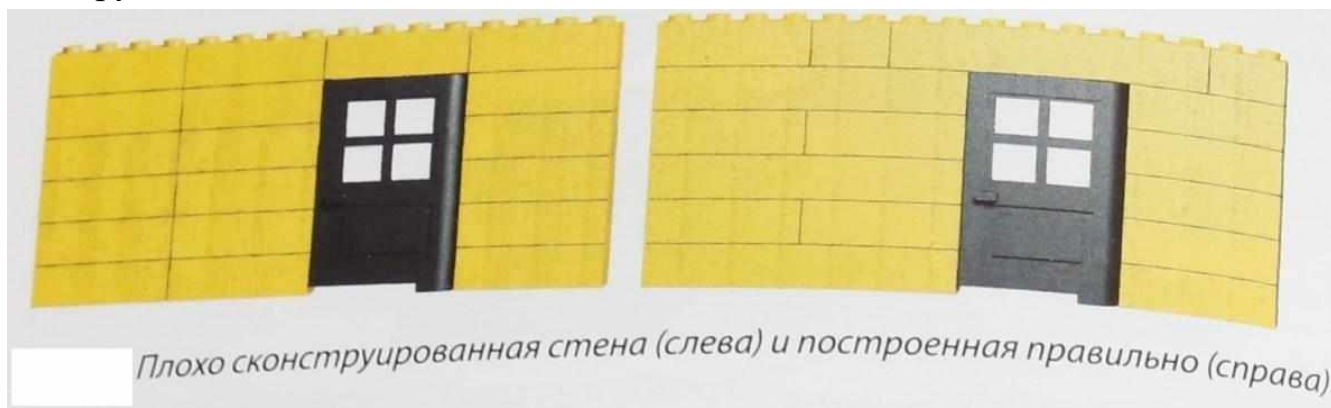 Плохо сконструированная стена (слева) и построенная правильно (справа)